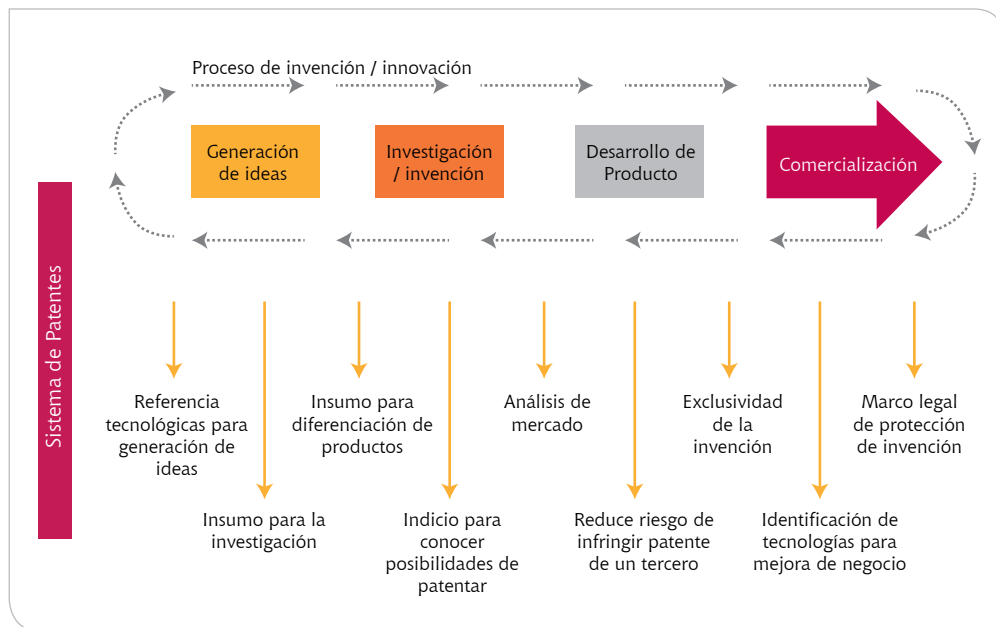 Proceso de invención / innovación
Generación
de ideas
Investigación
/ invención
Desarrollo de
Producto
Comercialización
Sistema de Patentes
Referencia
tecnológicas para
generación de
ideas
Insumo para
diferenciación de
productos
Análisis de
mercado
Exclusividad
de la
invención
Marco legal
de protección
de invención
Insumo para la
investigación
Indicio para
conocer
posibilidades de
patentar
Reduce riesgo de
infringir patente
de un tercero
Identificación de
tecnologías para
mejora de negocio